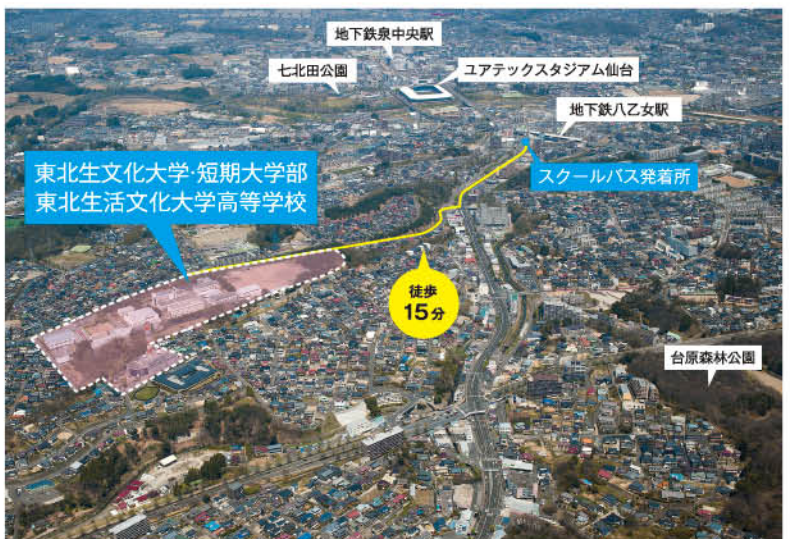 地下鉄泉中央駅
七北田公園
ユアテックスタジアム仙台
地下鉄八乙女駅
東北生文化大学・短期大学部
東北生活文化大学高等学校
スクールバス発着所
徒歩
15分
台原森林公園